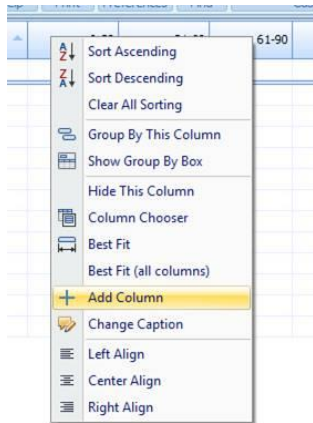 61-90
Sort Ascending
Sort Descending
Clear All Sorting
Group By This Column
Show Group By Box
Hide This Column
Column Chooser
Best Fit
Best Fit (all columns)
Add Column
Change Caption
Left Align
Center Align
Right Align